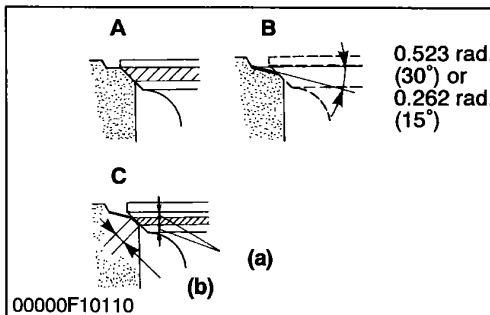 A
B
0.523 rad.
(30°) or
0.262 rad.
(15°)
C
(a)
(b)
00000F10110